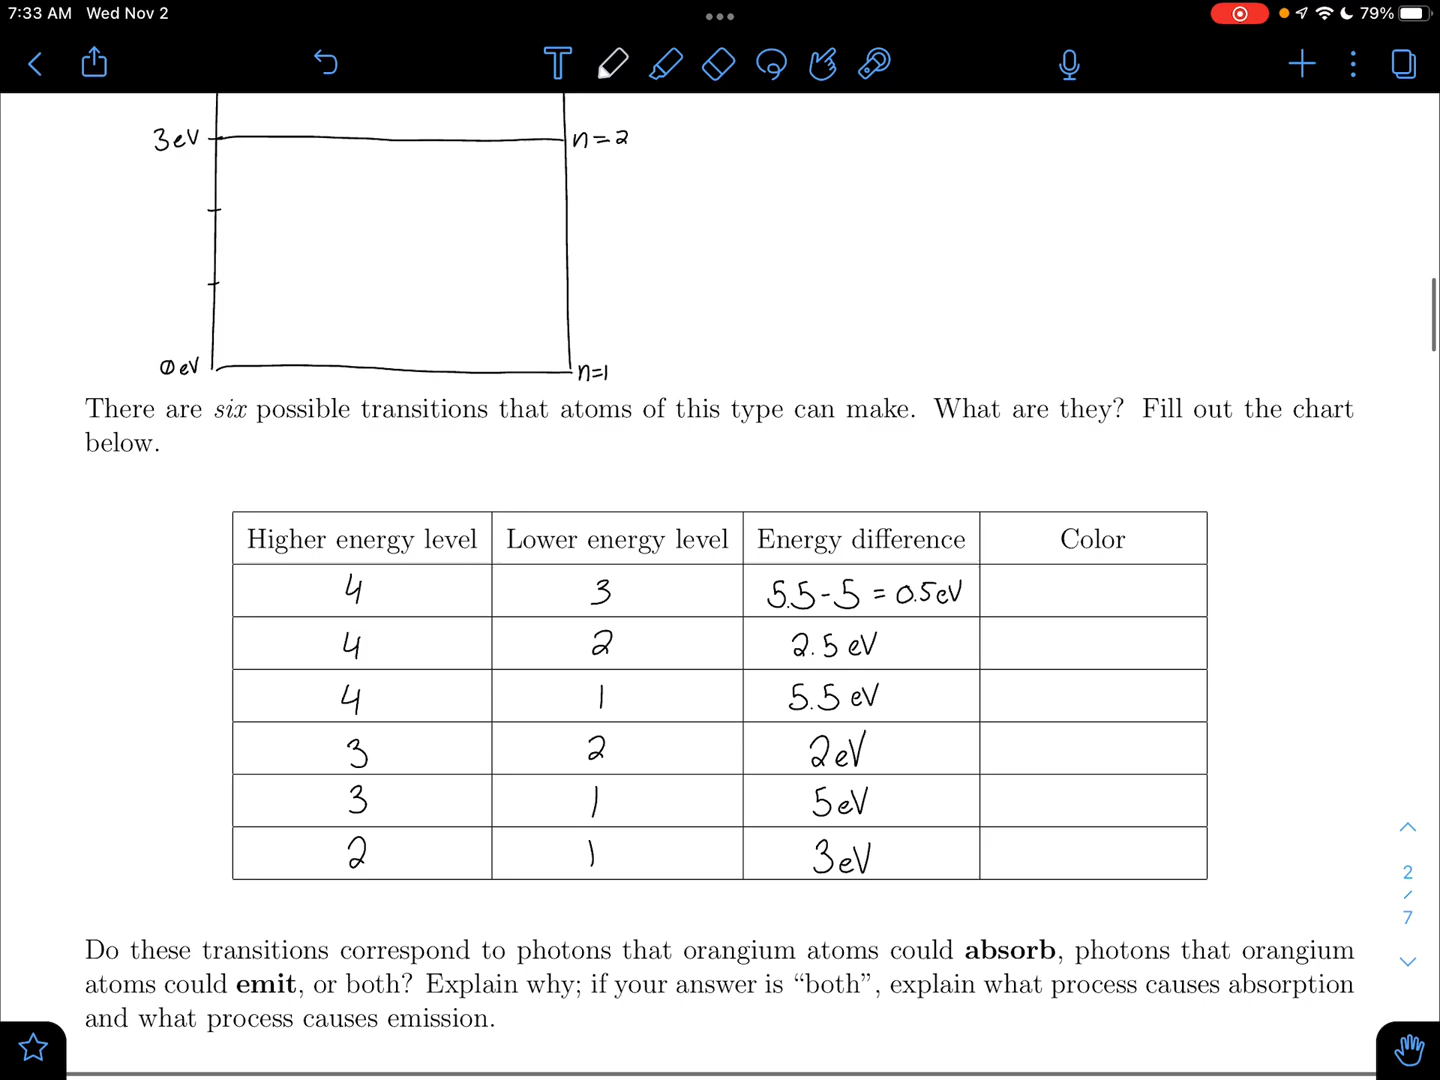 7:33 AM Wed Nov 2
79%
3eV n=2
0eV n=1
There are six possible transitions that atoms of this type can make. What are they? Fill out the chart
below.
Higher energy level Lower energy level Energy difference Color
4 3 5.5-5 = 0.5eV
4 2 2.5 eV
4 1 5.5 eV
3 2 2eV
3 1 5eV
2 1 3eV
2
/
7
Do these transitions correspond to photons that orangium atoms could absorb, photons that orangium
atoms could emit, or both? Explain why; if your answer is “both”, explain what process causes absorption
and what process causes emission.